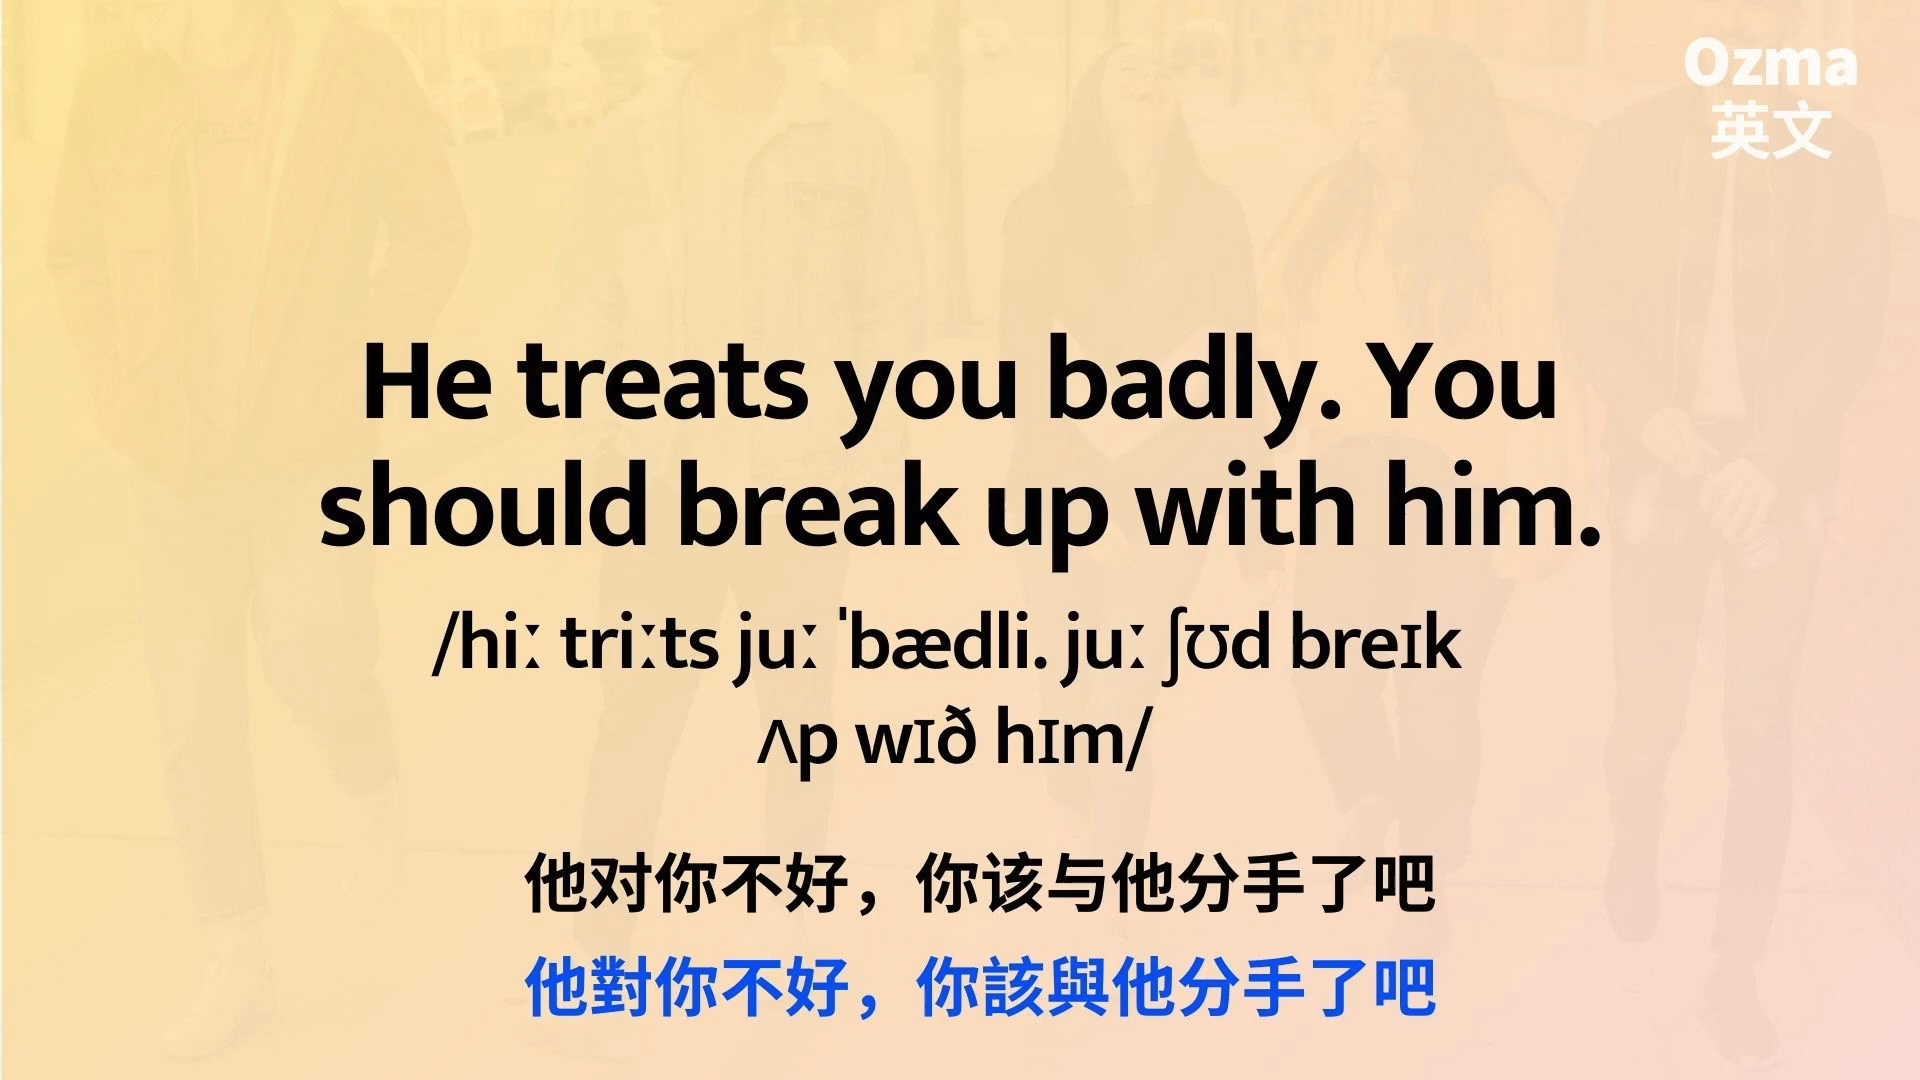 Ozma
英文
He treats you badly. You
should break up with him.
/hiː triːts juː ˈbædli. juː ʃʊd breɪk
ʌp wɪð hɪm/
他对你不好，你该与他分手了吧
他對你不好，你該與他分手了吧